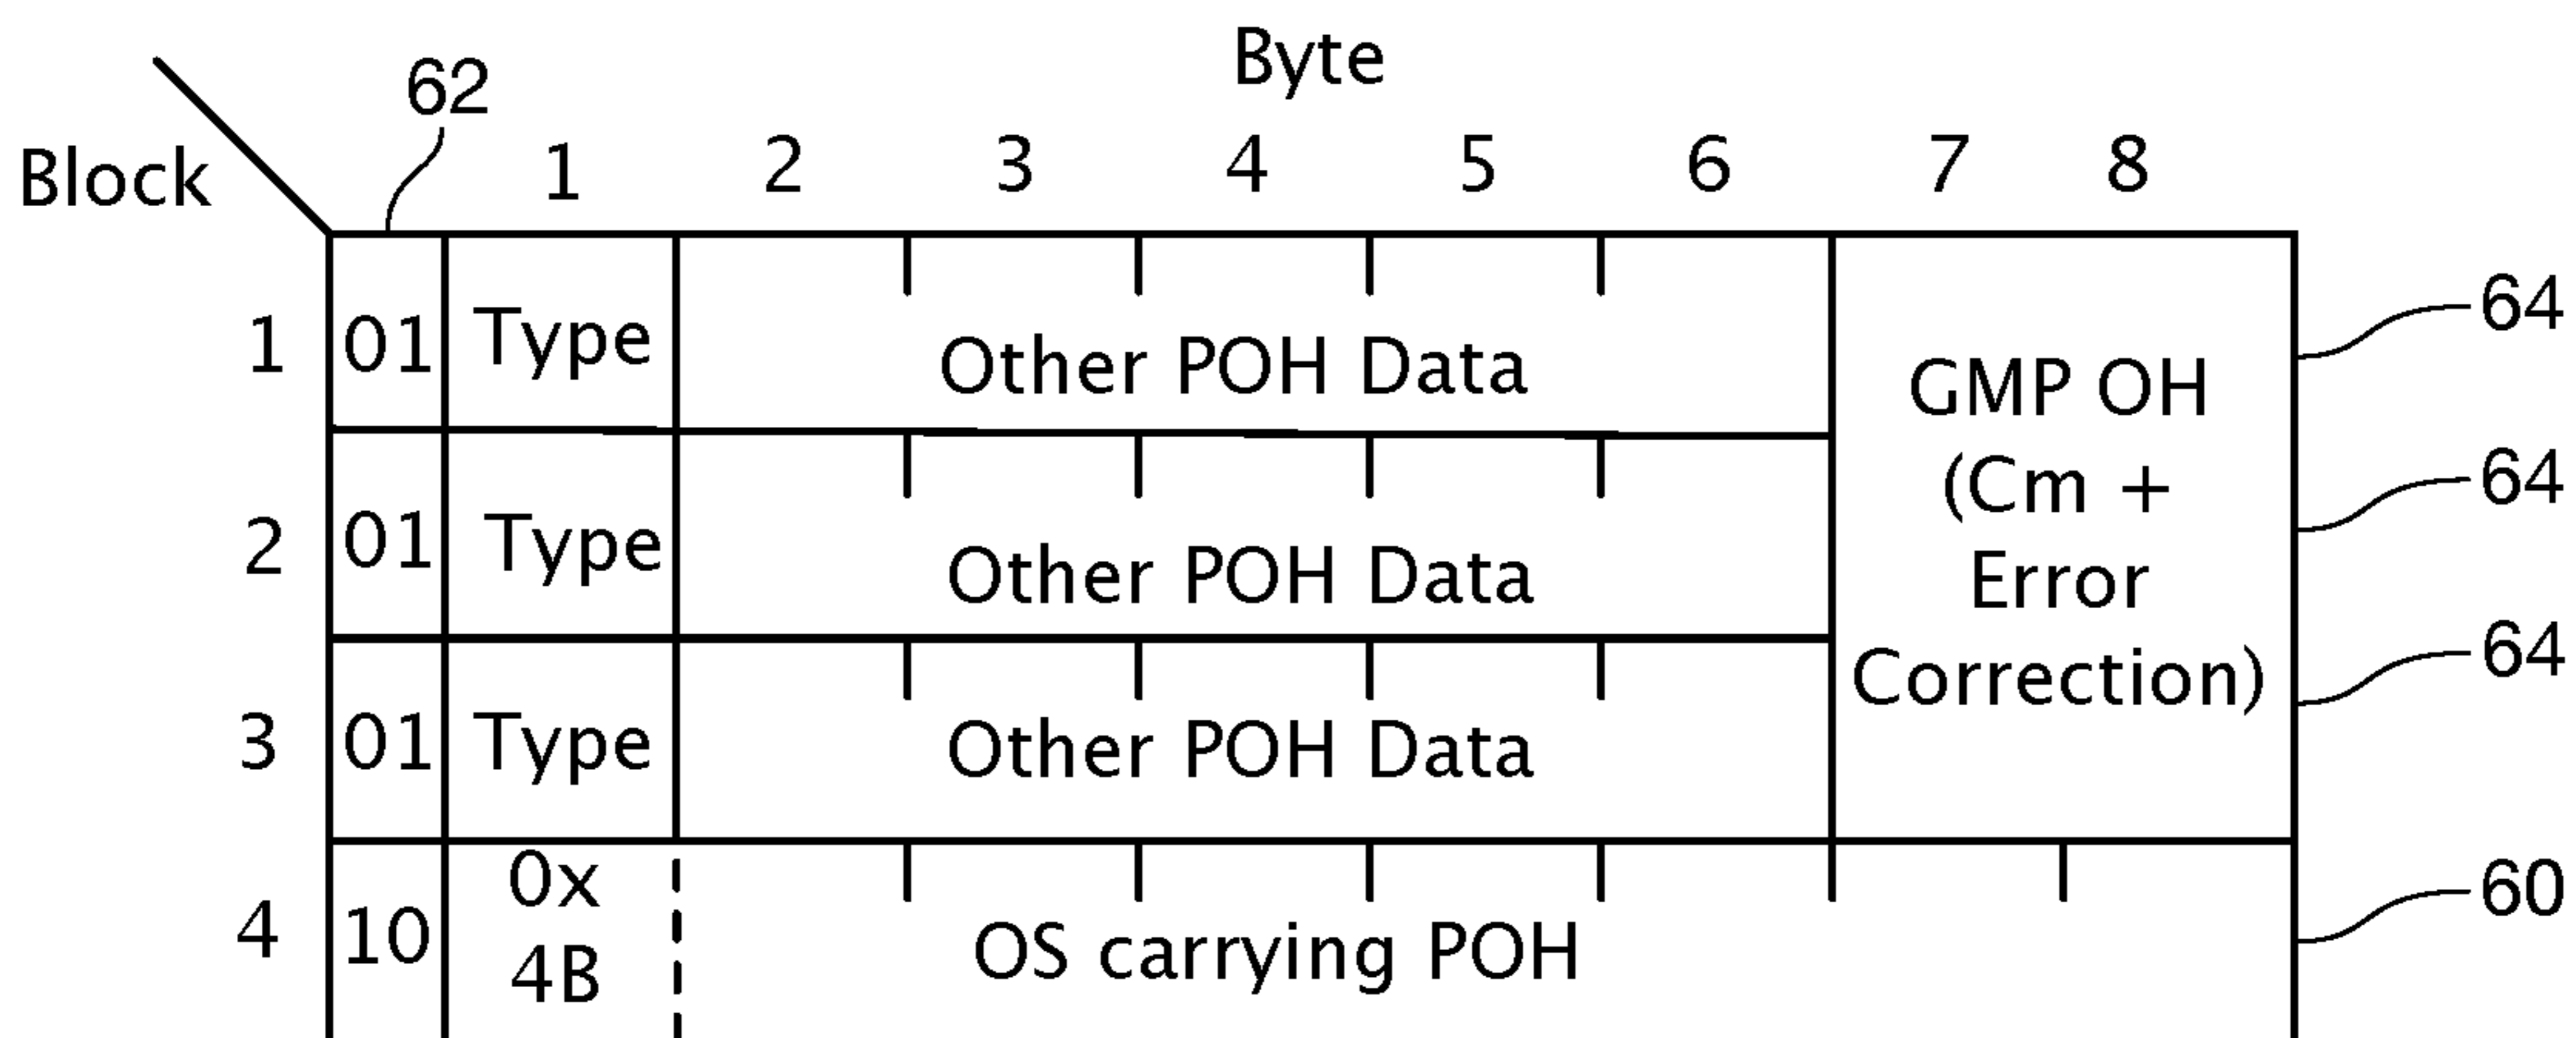 Byte
62
Block 1 2 3 4 5 6 7 8
1 01 Type Other POH Data 64
GMP OH
(Cm +
Error
Correction)
2 01 Type Other POH Data 64
3 01 Type Other POH Data 64
4 10 0x
4B
OS carrying POH 60